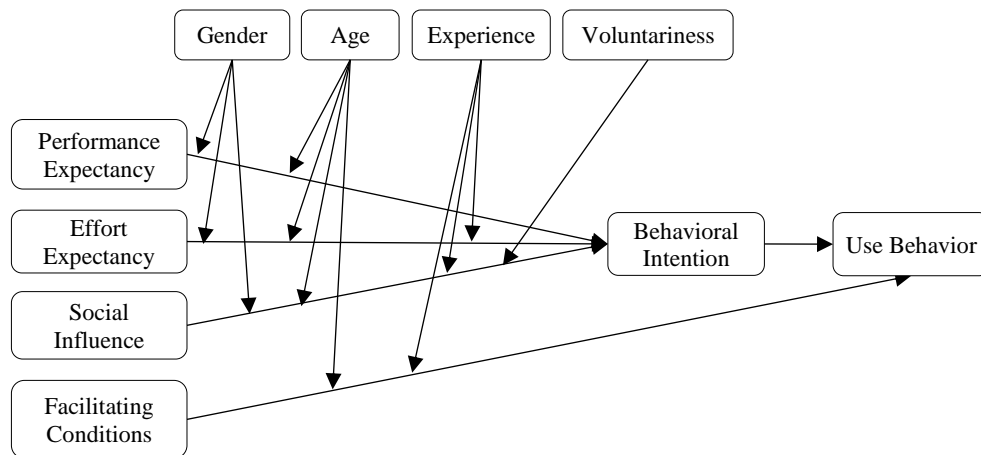 Gender
Age
Experience
Voluntariness
Performance
Expectancy
Effort
Expectancy
Behavioral
Intention
Use Behavior
Social
Influence
Facilitating
Conditions